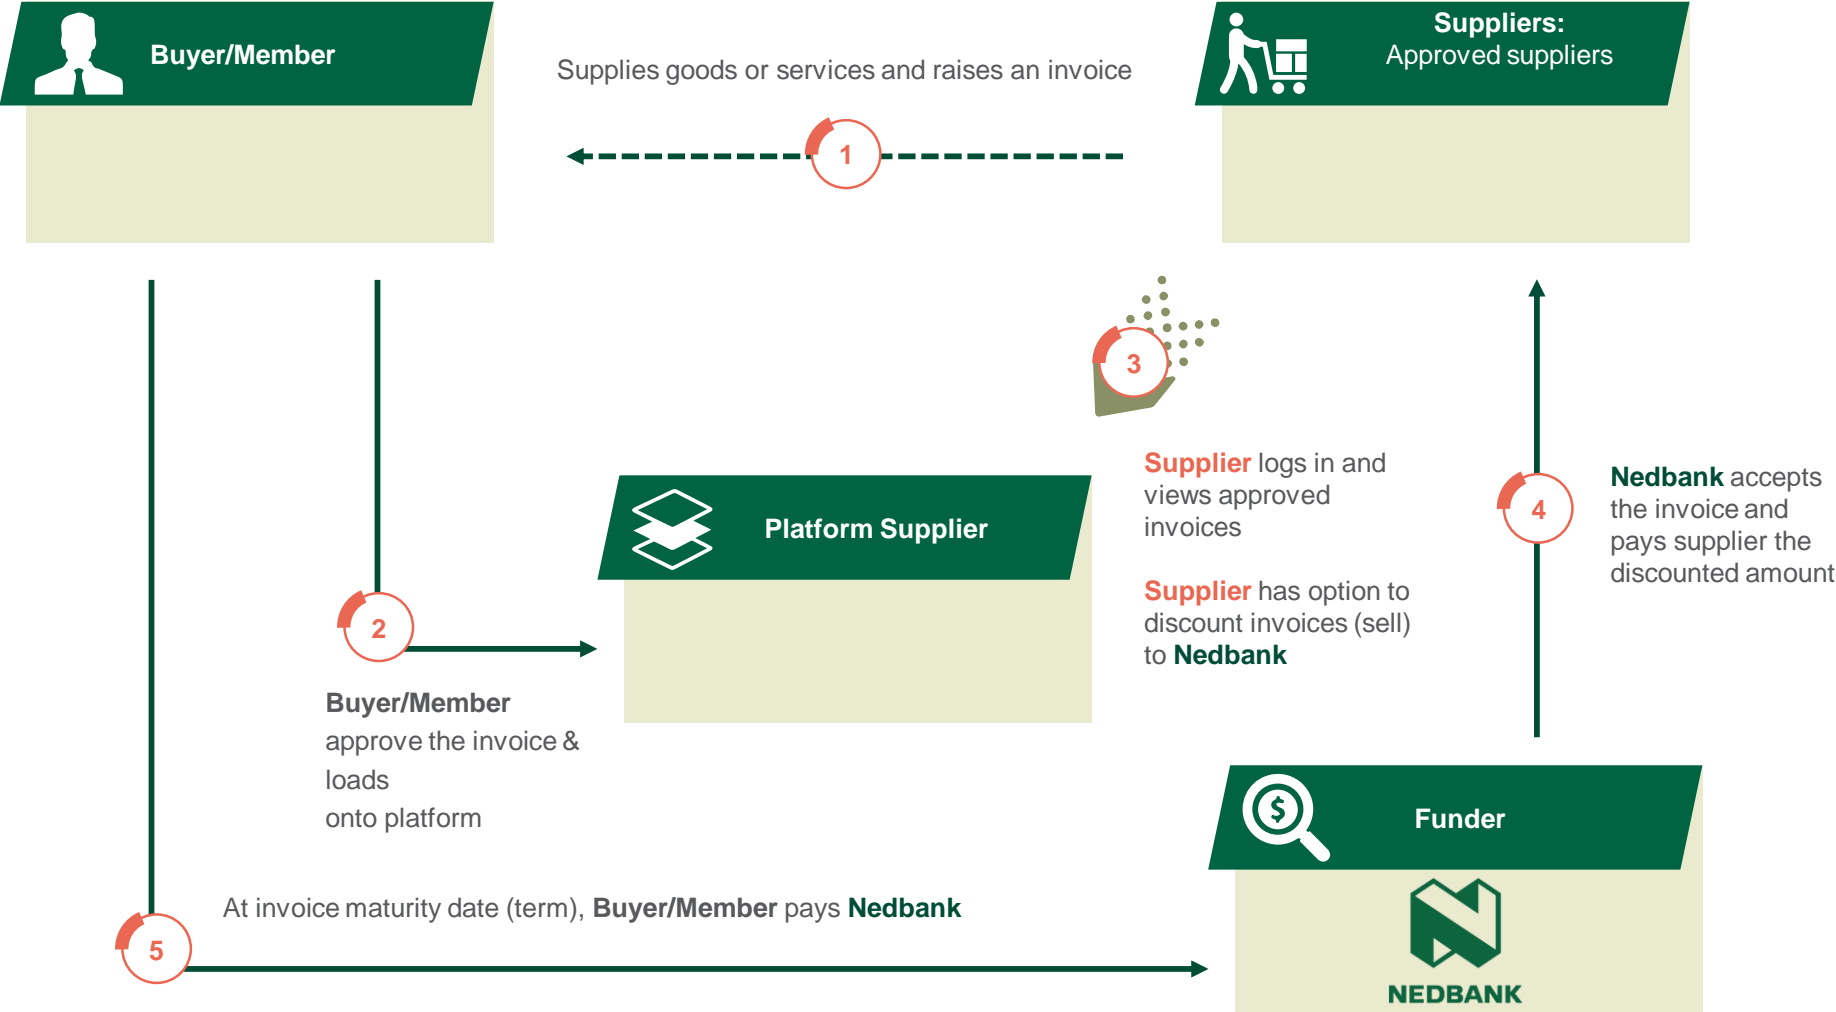 Buyer/Member
Supplies goods or services and raises an invoice
1
Suppliers:
Approved suppliers
3
Supplier logs in and
views approved
invoices
Supplier has option to
discount invoices (sell)
to Nedbank
4
Nedbank accepts
the invoice and
pays supplier the
discounted amount
Platform Supplier
2
Buyer/Member
approve the invoice &
loads
onto platform
Funder
$
NEDBANK
At invoice maturity date (term), Buyer/Member pays Nedbank
5